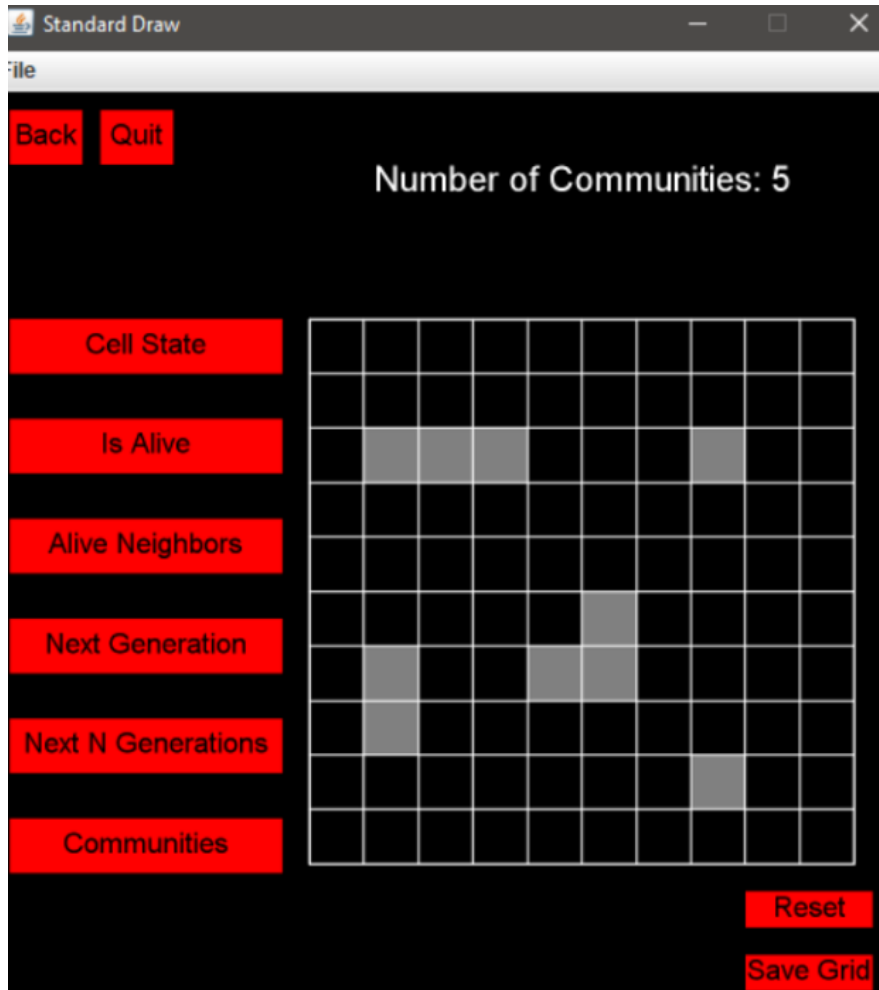 Standard Draw
File
Back Quit
Number of Communities: 5
Cell State
Is Alive
Alive Neighbors
Next Generation
Next N Generations
Communities
Reset
Save Grid